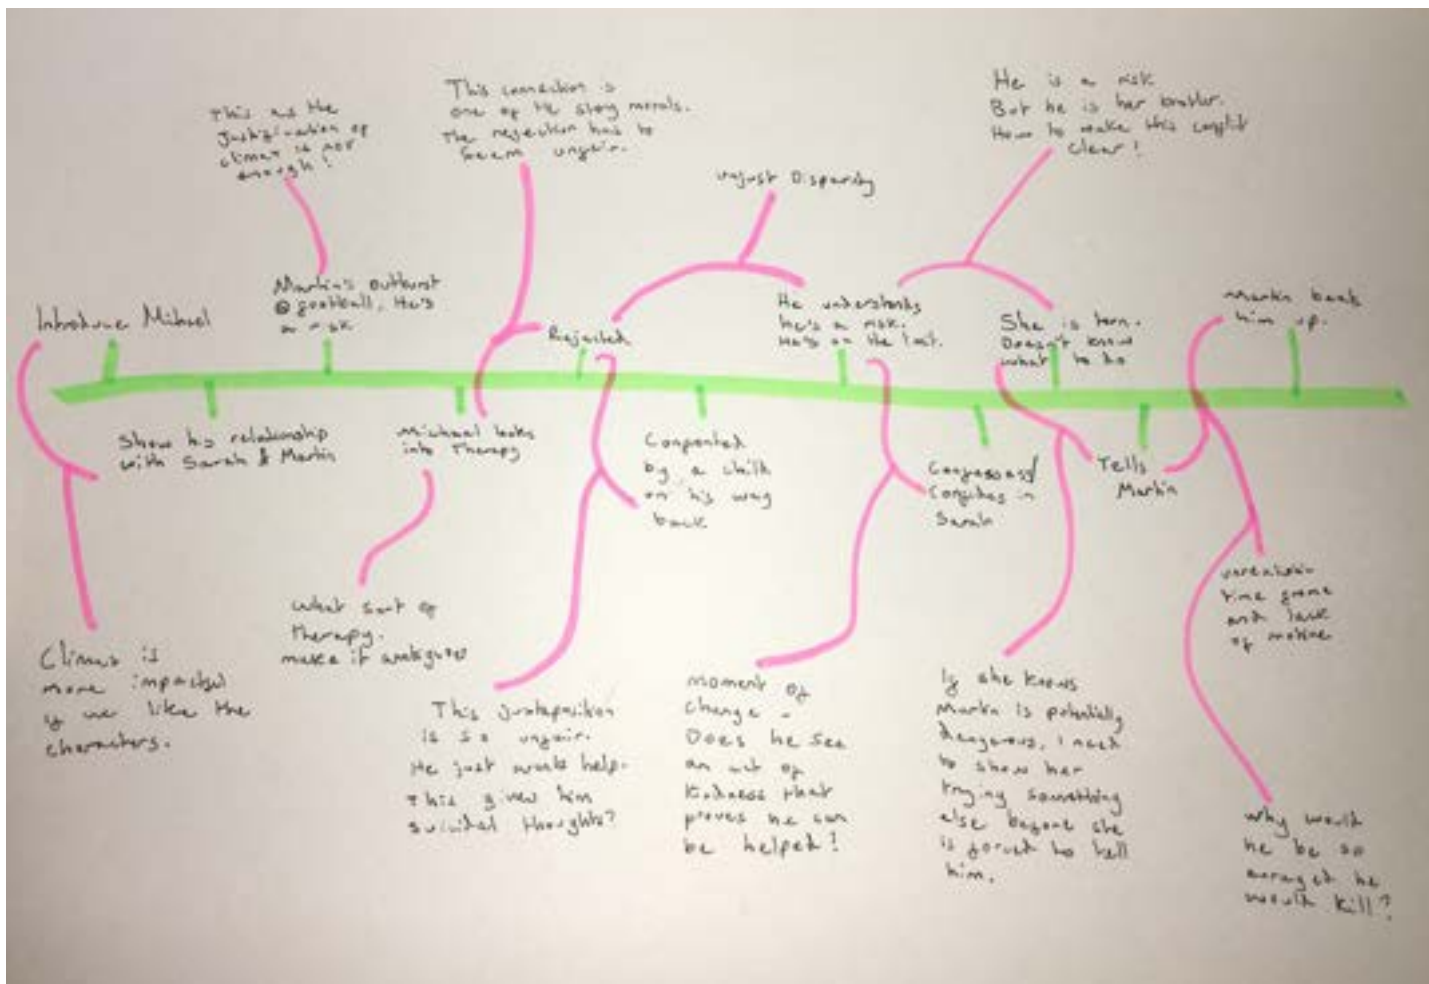 This as the
Justification of
climax is not
enough!
This connection is
one of the story morals.
The rejection has to
seem unfair.
He is a risk
But he is her brother.
How to make this conflict
clear!
unjust Disparity
Introduce Michael
Martin's outburst
@ football, He's
a risk
Rejected
He understands
he's a risk.
He's on the list.
She is torn.
Doesn't know
what to do
Martin beats
him up.
Show his relationship
with Sarah & Martin
Michael looks
into Therapy
Confronted
by a child
on his way
back
Confesses/
Confides in
Sarah
Tells
Martin
Climax is
more impactful
if we like the
characters.
What sort of
therapy.
make it ambiguous
This juxtaposition
is so unfair.
He just wants help.
This gives him
suicidal thoughts?
moment of
change -
Does he see
an act of
kindness that
proves he can
be helped!
If she knows
Martin is potentially
dangerous, I need
to show her
trying something
else before she
is forced to tell
him.
unrealistic
time frame
and lack
of motive
why would
he be so
enraged he
would kill?